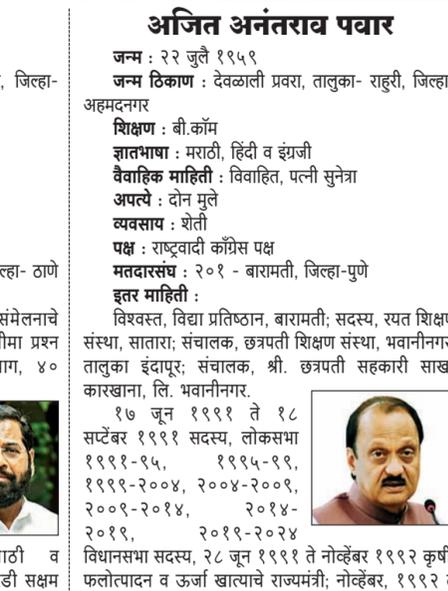 अजित अनंतराव पवार
जन्म : २२ जुलै १९५९
, जिल्हा-
जन्म ठिकाण : देवळाली प्रवरा, तालुका- राहुरी, जिल्हा
अहमदनगर
शिक्षण : बी.कॉम
ज्ञातभाषा : मराठी, हिंदी व इंग्रजी
वैवाहिक माहिती : विवाहित, पत्नी सुनेत्रा
अपत्ये : दोन मुले
व्यवसाय : शेती
पक्ष : राष्ट्रवादी काँग्रेस पक्ष
ल्हा- ठाणे
मतदारसंघ : २०१ - बारामती, जिल्हा-पुणे
इतर माहिती :
संमेलनाचे
ीमा प्रश्न
ाग, ४०
विश्वस्त, विद्या प्रतिष्ठान, बारामती; सदस्य, रयत शिक्षण
संस्था, सातारा; संचालक, छत्रपती शिक्षण संस्था, भवानीनगर
तालुका इंदापूर; संचालक, श्री. छत्रपती सहकारी साख
कारखाना, लि. भवानीनगर.
१७ जून १९९१ ते १८
सप्टेंबर १९९१ सदस्य, लोकसभा
१९९१-९५, १९९५-९९,
१९९९-२००४, २००४-२००९,
२००९-२०१४, २०१४-
२०१९, २०१९-२०२४
ाठी व
डी सक्षम
विधानसभा सदस्य, २८ जून १९९१ ते नोव्हेंबर १९९२ कृषी
फलोत्पादन व ऊर्जा खात्याचे राज्यमंत्री; नोव्हेंबर, १९९२